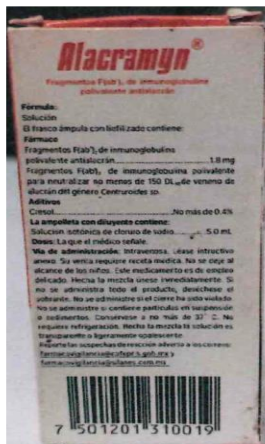 Alacramyn®
Fragmentos F(ab')₂ de inmunoglobulina
polivalente antialacrán
Fórmula:
Solución
El frasco ámpula con liofilizado contiene:
Fármaco
Fragmentos F(ab')₂ de inmunoglobulina
polivalente antialacrán 1.8 mg
Fragmentos F(ab')₂ de inmunoglobulina polivalente
para neutralizar no menos de 150 DL₅₀ de veneno de
alacrán del género Centruroides sp.
Aditivos
Cresol No más de 0.4%
La ampolleta con diluyente contiene:
Solución isotónica de cloruro de sodio 5.0 mL
Dosis: La que el médico señale.
Vía de administración: Intravenosa. Léase instructivo
anexo. Su venta requiere receta médica. No se deje al
alcance de los niños. Este medicamento es de empleo
delicado. Hecha la mezcla úsese inmediatamente. Si
no se administra todo el producto, deséchese el
sobrante. No se administre si el cierre ha sido violado.
No se administre si contiene partículas en suspensión
o sedimentos. Consérvese a no más de 37° C. No
requiere refrigeración. Hecha la mezcla la solución es
transparente o ligeramente opalescente.
Reporte las sospechas de reacción adversa a los correos:
farmacovigilancia@cofepris.gob.mx y
farmacovigilancia@silanes.com.mx
7 501201 310019